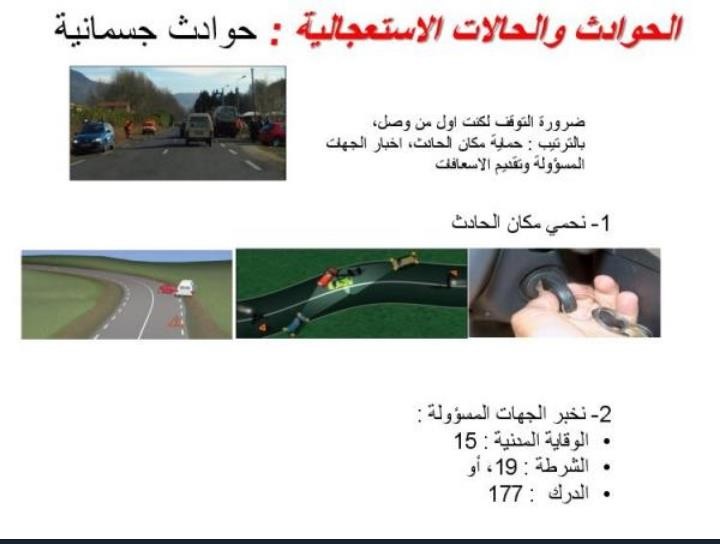 الحوادث والحالات الاستعجالية : حوادث جسمانية
ضرورة التوقف لكنت اول من وصل،
بالترتيب : حماية مكان الحادث، اخبار الجهات
المسؤولة وتقديم الاسعافات
1- نحمي مكان الحادث
2- نخبر الجهات المسؤولة :
• الوقاية المدنية : 15
• الشرطة : 19، أو
• الدرك : 177